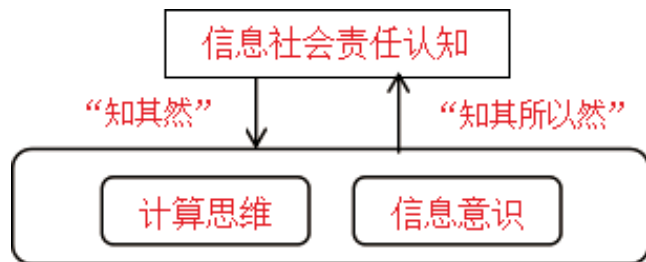 信息社会责任认知
“知其然”
“知其所以然”
计算思维
信息意识